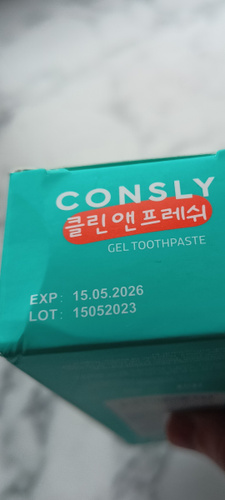 CONSLY
클린앤프레쉬
GEL TOOTHPASTE
EXP: 15.05.2026
LOT: 15052023